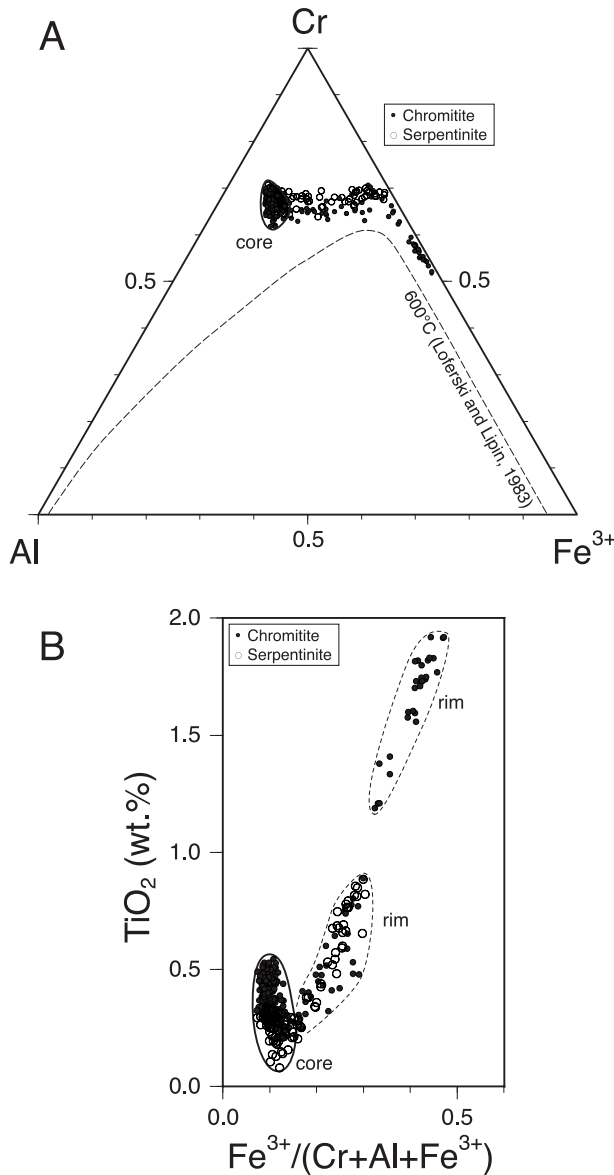 A
Cr
Chromitite
Serpentinite
core
0.5
0.5
600°C (Loferski and Lipin, 1983)
Al
0.5
Fe³⁺
B
2.0
Chromitite
Serpentinite
rim
1.5
TiO₂ (wt.%)
1.0
rim
0.5
core
0.0
0.0
0.5
Fe³⁺/(Cr+Al+Fe³⁺)